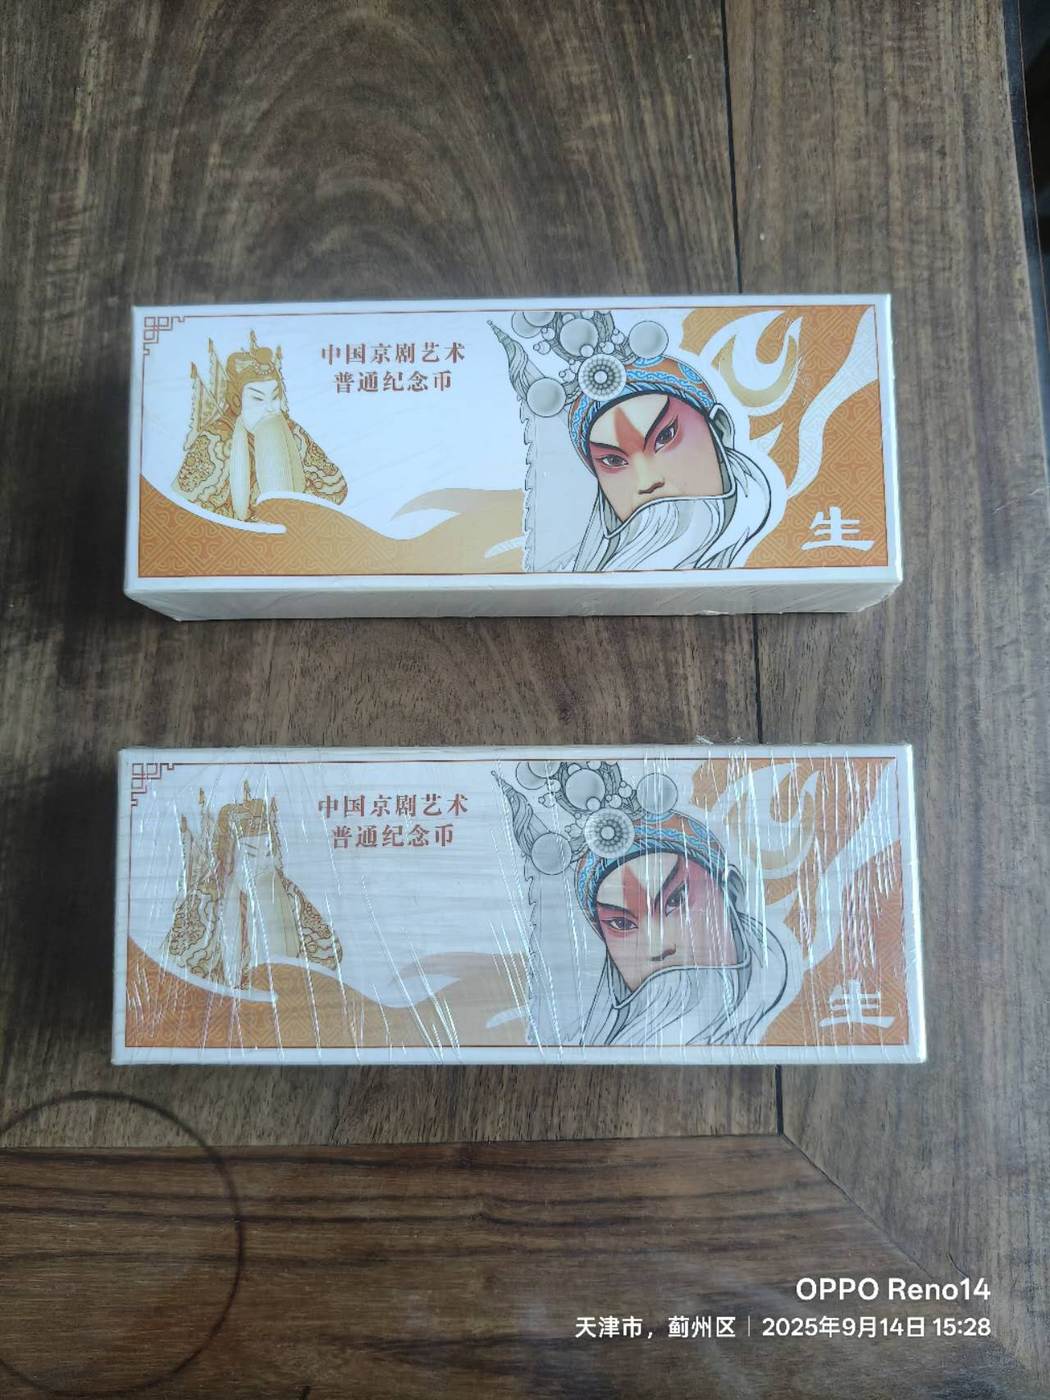 中国京剧艺术
普通纪念币
生
中国京剧艺术
普通纪念币
生
OPPO Reno14
天津市，蓟州区｜2025年9月14日 15:28